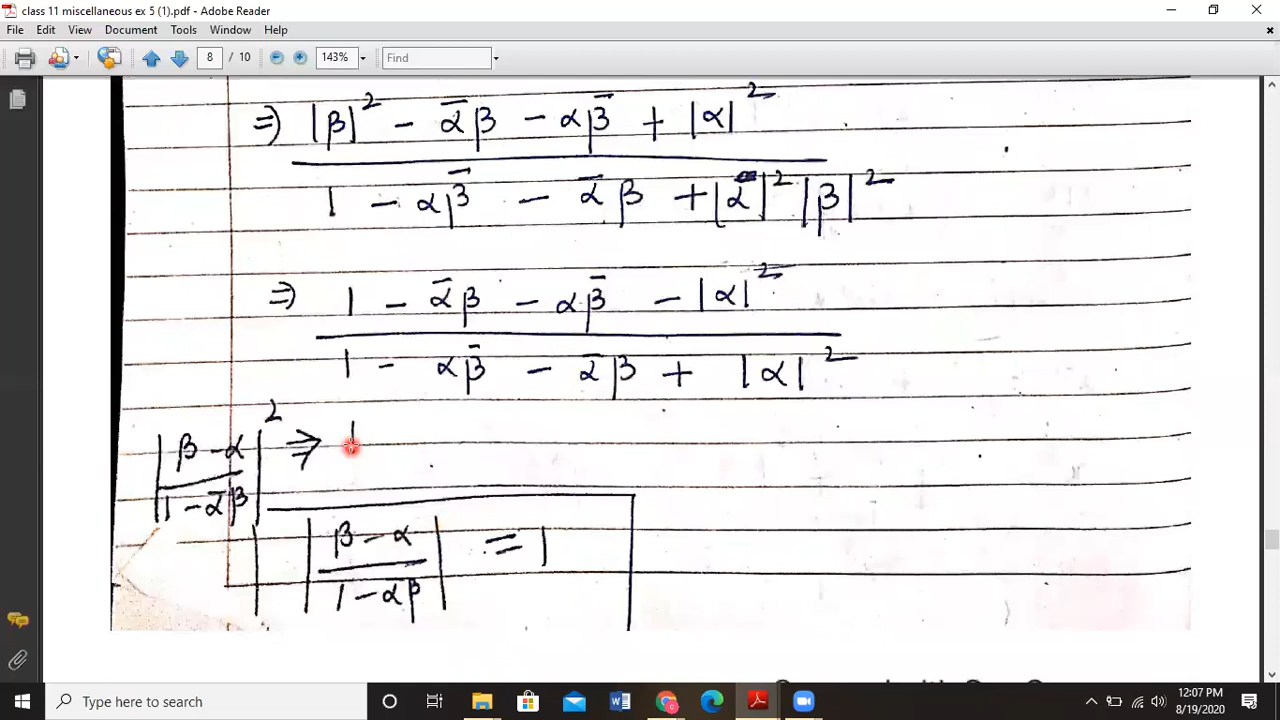 class 11 miscellaneous ex 5 (1).pdf - Adobe Reader
File Edit View Document Tools Window Help
8 / 10 143% Find
⇒) |β|² - ᾱβ - αβ̄ + |α|²
1 - αβ̄ - ᾱβ + |α|² |β|²
⇒) 1 - ᾱβ - αβ̄ - |α|²
1 - αβ̄ - ᾱβ + |α|²
|β-α / 1-ᾱβ|² ⇒ 1
|β-α / 1-αβ| = 1
Type here to search
12:07 PM
8/19/2020